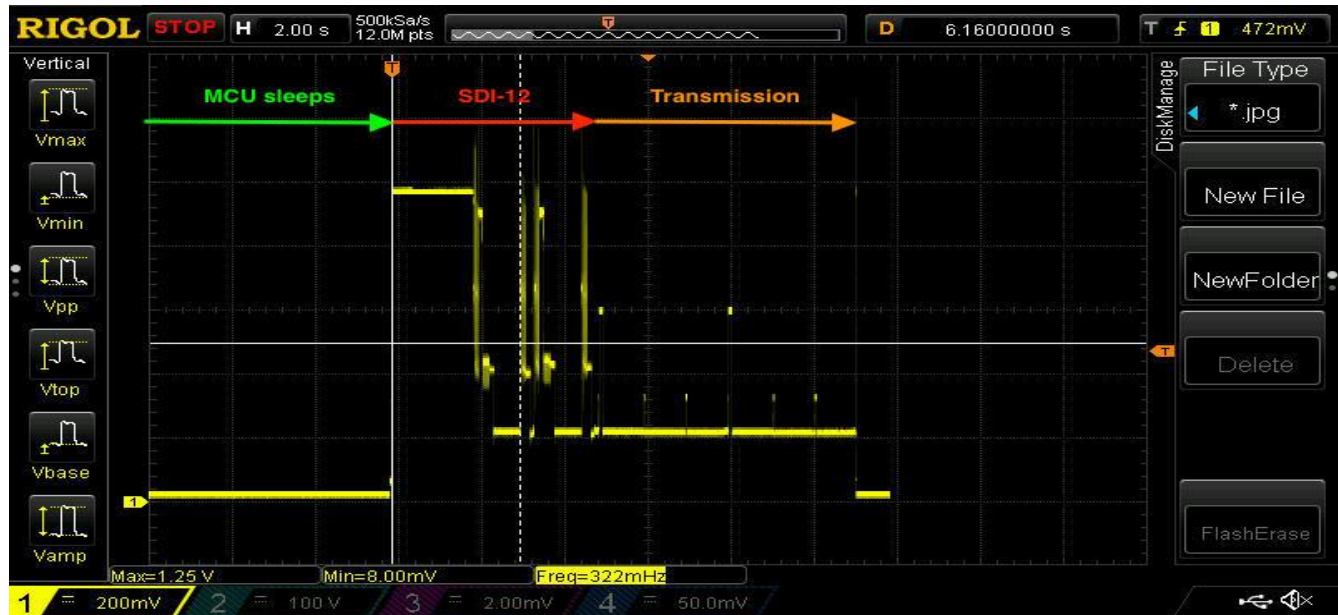 RIGOL STOP H 2.00 s 500kSa/s 12.0M pts T D 6.16000000 s T 1 472mV
Vertical
Vmax
Vmin
Vpp
Vtop
Vbase
Vamp
T
MCU sleeps SDI-12 Transmission
1
T
DiskManage
File Type
*.jpg
New File
NewFolder
Delete
FlashErase
Max=1.25 V Min=8.00mV Freq=322mHz
1 200mV 2 100 V 3 2.00mV 4 50.0mV